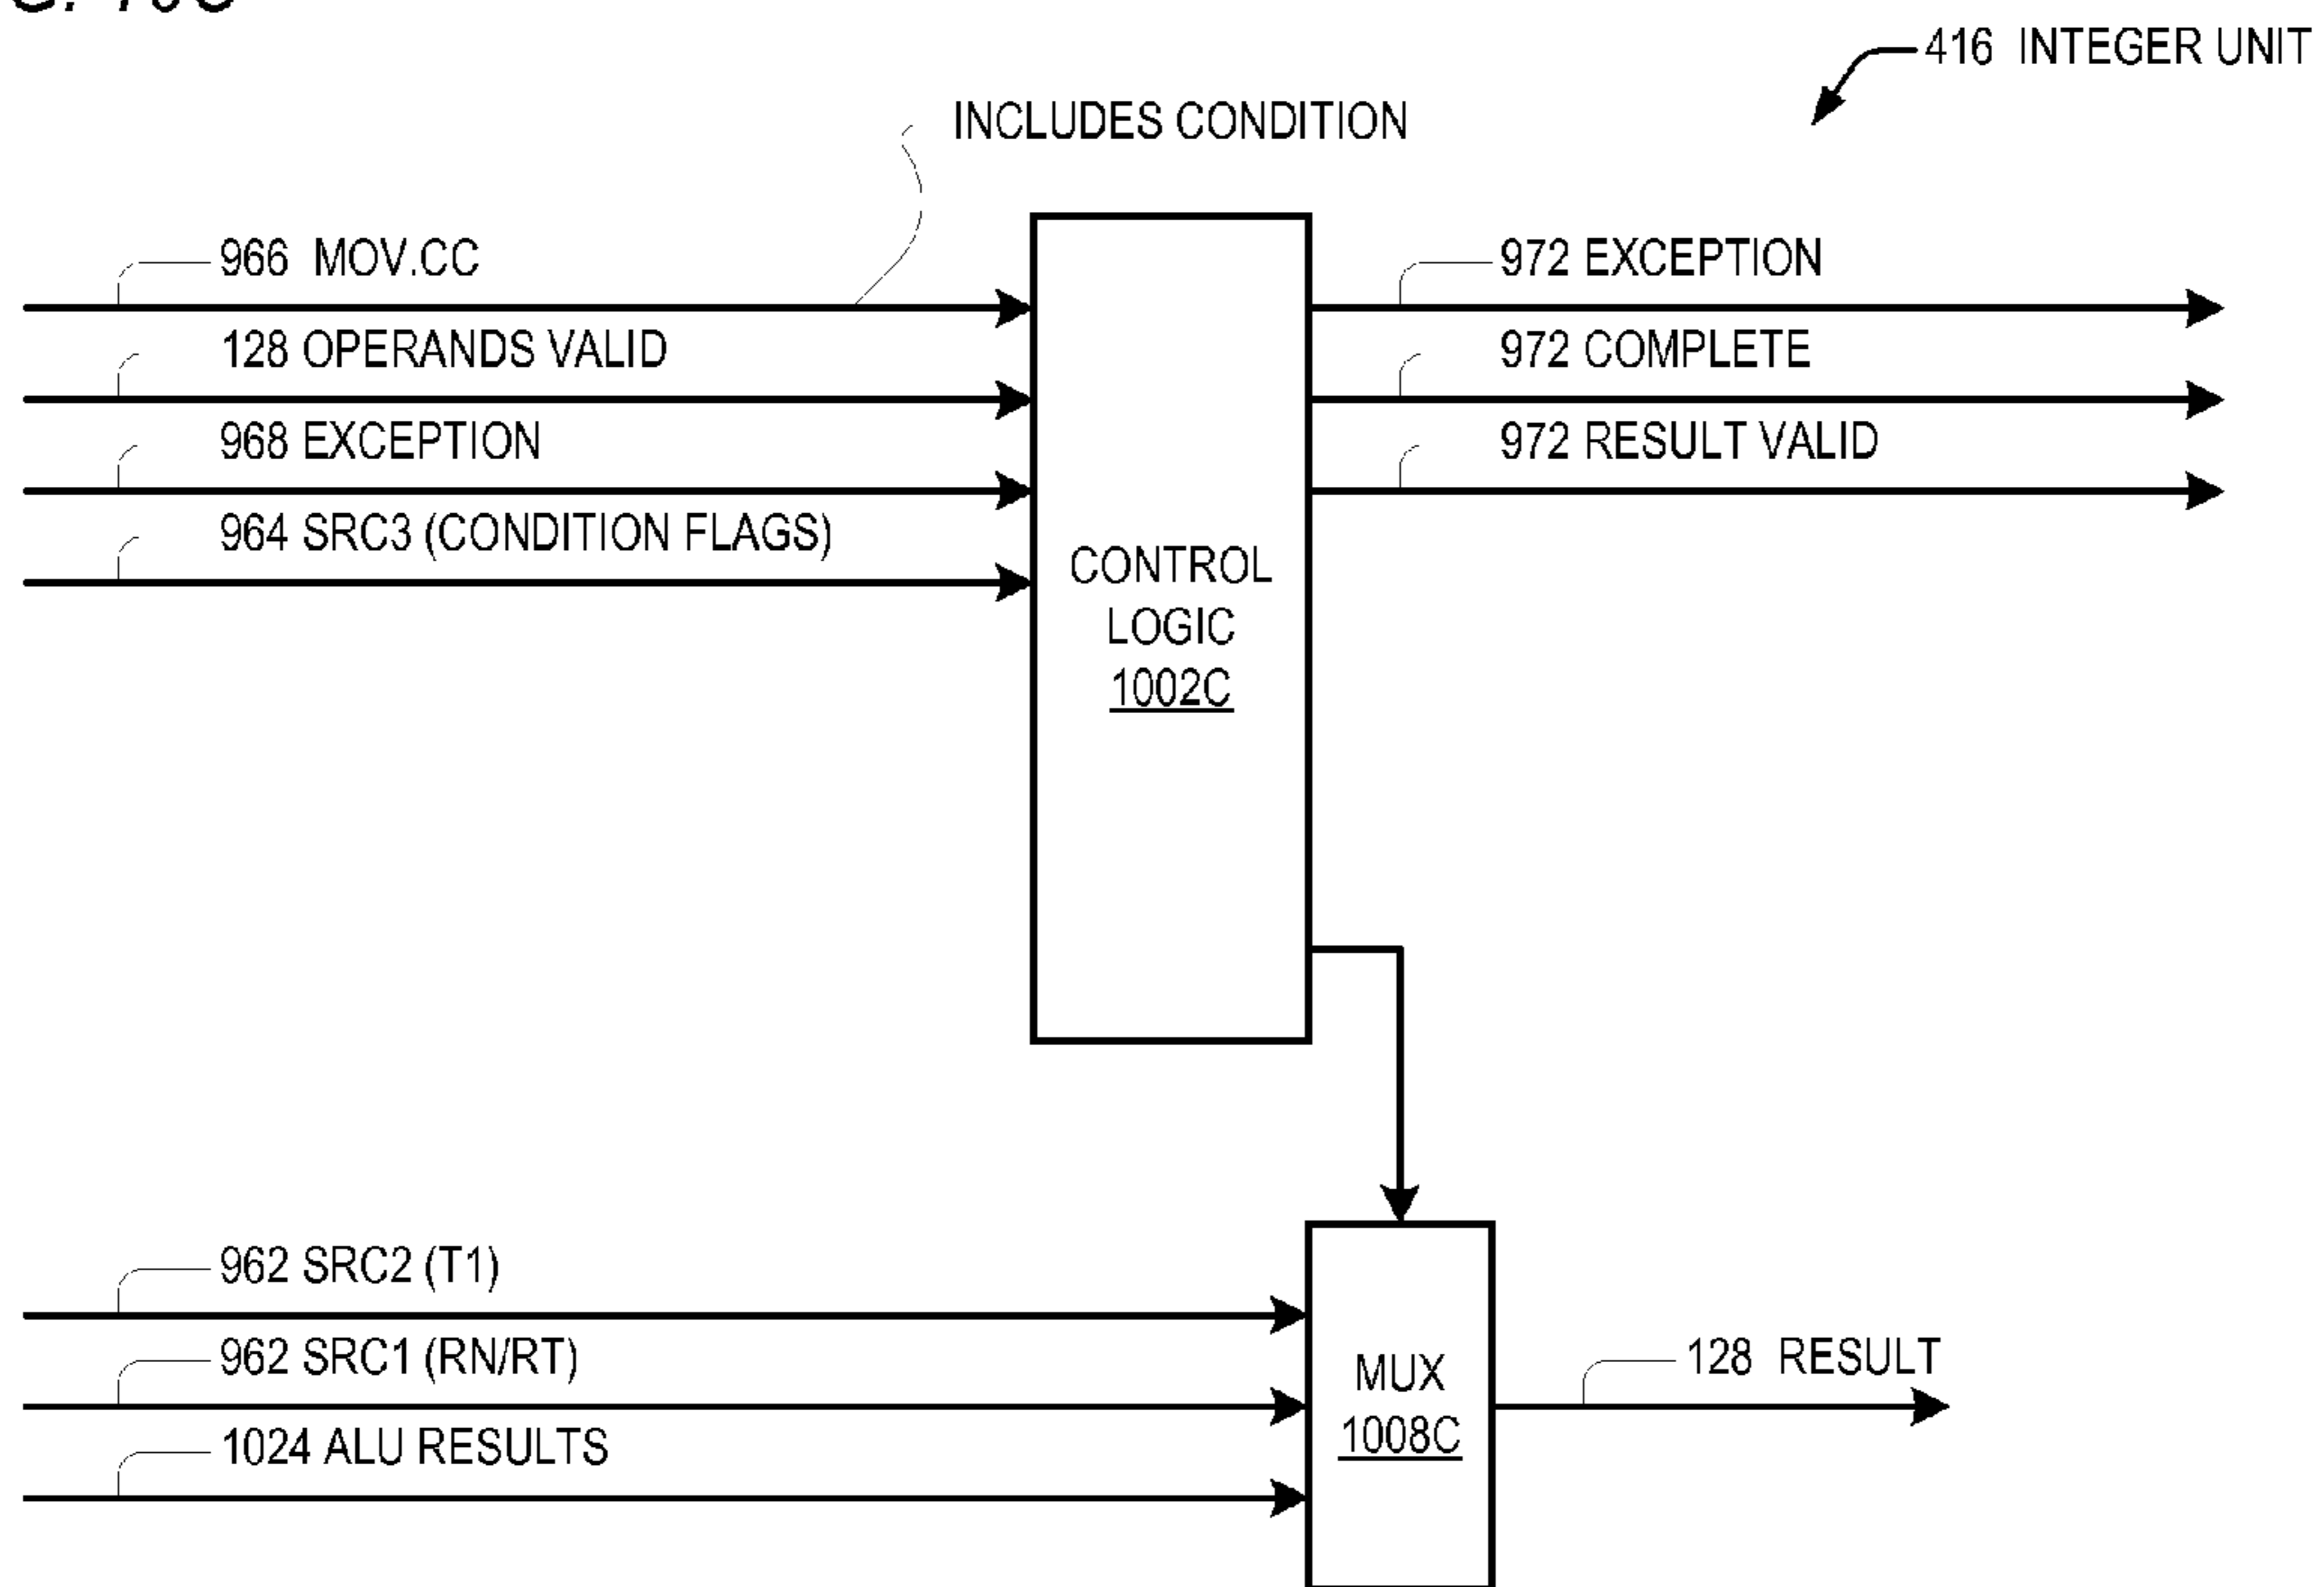 416 INTEGER UNIT
INCLUDES CONDITION
966 MOV.CC
972 EXCEPTION
128 OPERANDS VALID
972 COMPLETE
968 EXCEPTION
972 RESULT VALID
964 SRC3 (CONDITION FLAGS)
CONTROL
LOGIC
1002C
962 SRC2 (T1)
962 SRC1 (RN/RT)
128 RESULT
MUX
1008C
1024 ALU RESULTS